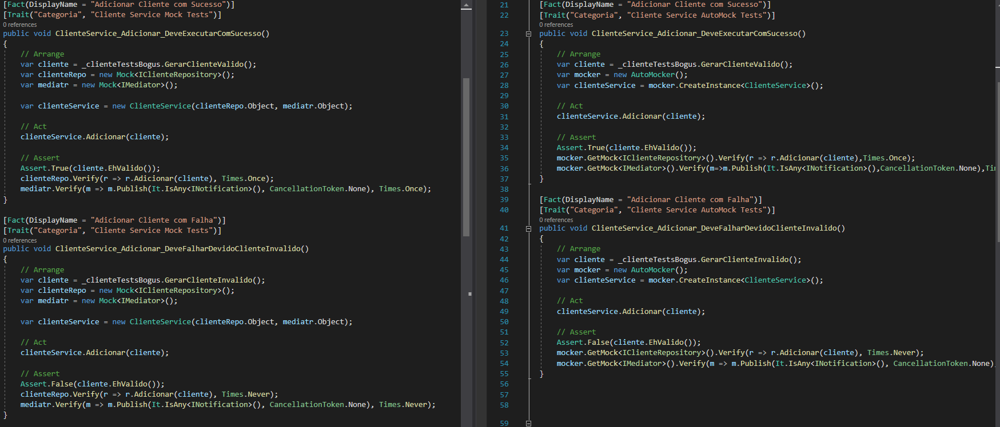 [Fact(DisplayName = "Adicionar Cliente com Sucesso")]
[Trait("Categoria", "Cliente Service Mock Tests")]
0 references
public void ClienteService_Adicionar_DeveExecutarComSucesso()
{
    // Arrange
    var cliente = _clienteTestsBogus.GerarClienteValido();
    var clienteRepo = new Mock<IClienteRepository>();
    var mediatr = new Mock<IMediator>();

    var clienteService = new ClienteService(clienteRepo.Object, mediatr.Object);

    // Act
    clienteService.Adicionar(cliente);

    // Assert
    Assert.True(cliente.EhValido());
    clienteRepo.Verify(r => r.Adicionar(cliente), Times.Once);
    mediatr.Verify(m => m.Publish(It.IsAny<INotification>(), CancellationToken.None), Times.Once);
}

[Fact(DisplayName = "Adicionar Cliente com Falha")]
[Trait("Categoria", "Cliente Service Mock Tests")]
0 references
public void ClienteService_Adicionar_DeveFalharDevidoClienteInvalido()
{
    // Arrange
    var cliente = _clienteTestsBogus.GerarClienteInvalido();
    var clienteRepo = new Mock<IClienteRepository>();
    var mediatr = new Mock<IMediator>();

    var clienteService = new ClienteService(clienteRepo.Object, mediatr.Object);

    // Act
    clienteService.Adicionar(cliente);

    // Assert
    Assert.False(cliente.EhValido());
    clienteRepo.Verify(r => r.Adicionar(cliente), Times.Never);
    mediatr.Verify(m => m.Publish(It.IsAny<INotification>(), CancellationToken.None), Times.Never);
}
21 [Fact(DisplayName = "Adicionar Cliente com Sucesso")]
22 [Trait("Categoria", "Cliente Service AutoMock Tests")]
0 references
23 public void ClienteService_Adicionar_DeveExecutarComSucesso()
24 {
25     // Arrange
26     var cliente = _clienteTestsBogus.GerarClienteValido();
27     var mocker = new AutoMocker();
28     var clienteService = mocker.CreateInstance<ClienteService>();
29
30     // Act
31     clienteService.Adicionar(cliente);
32
33     // Assert
34     Assert.True(cliente.EhValido());
35     mocker.GetMock<IClienteRepository>().Verify(r => r.Adicionar(cliente),Times.Once);
36     mocker.GetMock<IMediator>().Verify(m=>m.Publish(It.IsAny<INotification>(),CancellationToken.None),Ti
37 }
38
39 [Fact(DisplayName = "Adicionar Cliente com Falha")]
40 [Trait("Categoria", "Cliente Service AutoMock Tests")]
0 references
41 public void ClienteService_Adicionar_DeveFalharDevidoClienteInvalido()
42 {
43     // Arrange
44     var cliente = _clienteTestsBogus.GerarClienteInvalido();
45     var mocker = new AutoMocker();
46     var clienteService = mocker.CreateInstance<ClienteService>();
47
48     // Act
49     clienteService.Adicionar(cliente);
50
51     // Assert
52     Assert.False(cliente.EhValido());
53     mocker.GetMock<IClienteRepository>().Verify(r => r.Adicionar(cliente), Times.Never);
54     mocker.GetMock<IMediator>().Verify(m => m.Publish(It.IsAny<INotification>(), CancellationToken.None)
55 }
56
57
58
59